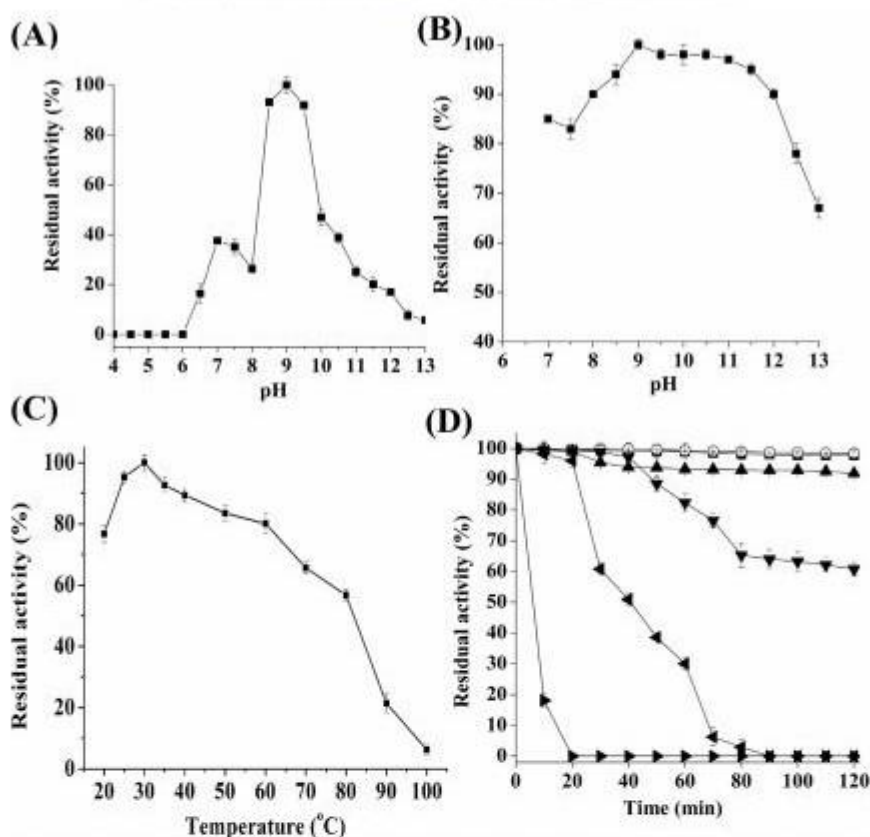 (A)
Residual activity (%)
100
80
60
40
20
0
4 5 6 7 8 9 10 11 12 13
pH
(B)
Residual activity (%)
100
90
80
70
60
50
40
6 7 8 9 10 11 12 13
pH
(C)
Residual activity (%)
100
80
60
40
20
0
20 30 40 50 60 70 80 90 100
Temperature (°C)
(D)
Residual activity (%)
100
90
80
70
60
50
40
30
20
10
0
0 20 40 60 80 100 120
Time (min)